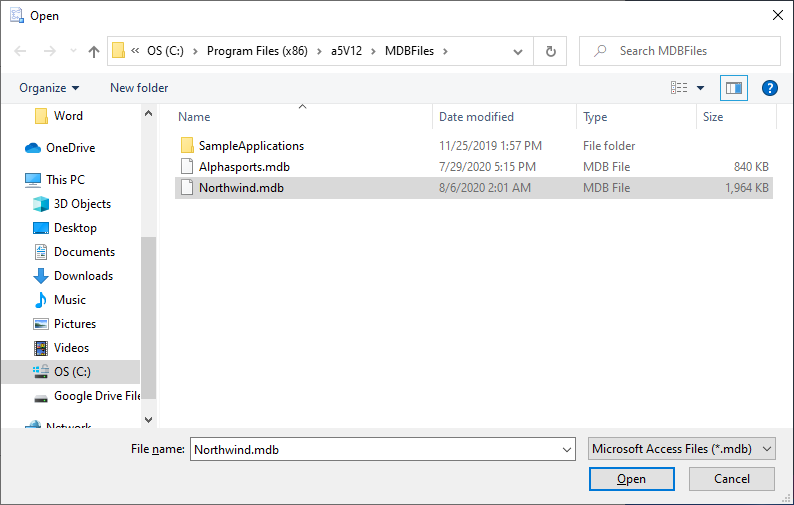 Open
« OS (C:) › Program Files (x86) › a5V12 › MDBFiles ›
Search MDBFiles
Organize
New folder
Word
OneDrive
This PC
3D Objects
Desktop
Documents
Downloads
Music
Pictures
Videos
OS (C:)
Google Drive File
Network
Name Date modified Type Size
SampleApplications 11/25/2019 1:57 PM File folder
Alphasports.mdb 7/29/2020 5:15 PM MDB File 840 KB
Northwind.mdb 8/6/2020 2:01 AM MDB File 1,964 KB
File name: Northwind.mdb Microsoft Access Files (*.mdb)
Open Cancel